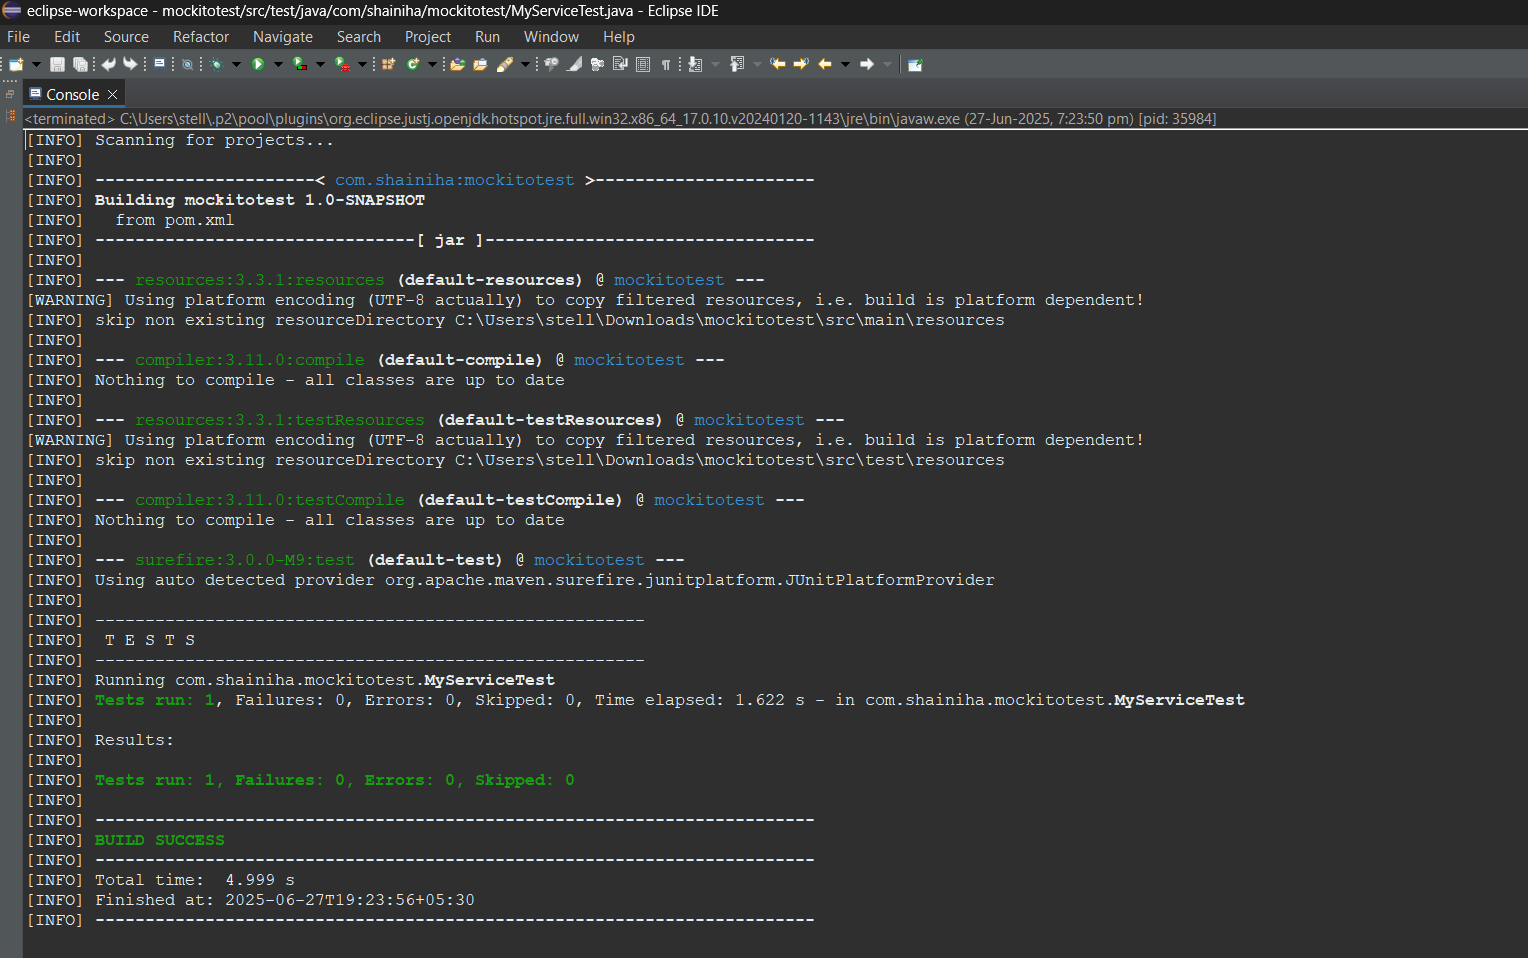 eclipse-workspace - mockitotest/src/test/java/com/shainiha/mockitotest/MyServiceTest.java - Eclipse IDE
File Edit Source Refactor Navigate Search Project Run Window Help
Console
<terminated> C:\Users\stell\.p2\pool\plugins\org.eclipse.justj.openjdk.hotspot.jre.full.win32.x86_64_17.0.10.v20240120-1143\jre\bin\javaw.exe (27-Jun-2025, 7:23:50 pm) [pid: 35984]
[INFO] Scanning for projects...
[INFO]
[INFO] ----------------------< com.shainiha:mockitotest >----------------------
[INFO] Building mockitotest 1.0-SNAPSHOT
[INFO]   from pom.xml
[INFO] --------------------------------[ jar ]---------------------------------
[INFO]
[INFO] --- resources:3.3.1:resources (default-resources) @ mockitotest ---
[WARNING] Using platform encoding (UTF-8 actually) to copy filtered resources, i.e. build is platform dependent!
[INFO] skip non existing resourceDirectory C:\Users\stell\Downloads\mockitotest\src\main\resources
[INFO]
[INFO] --- compiler:3.11.0:compile (default-compile) @ mockitotest ---
[INFO] Nothing to compile - all classes are up to date
[INFO]
[INFO] --- resources:3.3.1:testResources (default-testResources) @ mockitotest ---
[WARNING] Using platform encoding (UTF-8 actually) to copy filtered resources, i.e. build is platform dependent!
[INFO] skip non existing resourceDirectory C:\Users\stell\Downloads\mockitotest\src\test\resources
[INFO]
[INFO] --- compiler:3.11.0:testCompile (default-testCompile) @ mockitotest ---
[INFO] Nothing to compile - all classes are up to date
[INFO]
[INFO] --- surefire:3.0.0-M9:test (default-test) @ mockitotest ---
[INFO] Using auto detected provider org.apache.maven.surefire.junitplatform.JUnitPlatformProvider
[INFO]
[INFO] -------------------------------------------------------
[INFO]  T E S T S
[INFO] -------------------------------------------------------
[INFO] Running com.shainiha.mockitotest.MyServiceTest
[INFO] Tests run: 1, Failures: 0, Errors: 0, Skipped: 0, Time elapsed: 1.622 s - in com.shainiha.mockitotest.MyServiceTest
[INFO]
[INFO] Results:
[INFO]
[INFO] Tests run: 1, Failures: 0, Errors: 0, Skipped: 0
[INFO]
[INFO] ------------------------------------------------------------------------
[INFO] BUILD SUCCESS
[INFO] ------------------------------------------------------------------------
[INFO] Total time:  4.999 s
[INFO] Finished at: 2025-06-27T19:23:56+05:30
[INFO] ------------------------------------------------------------------------